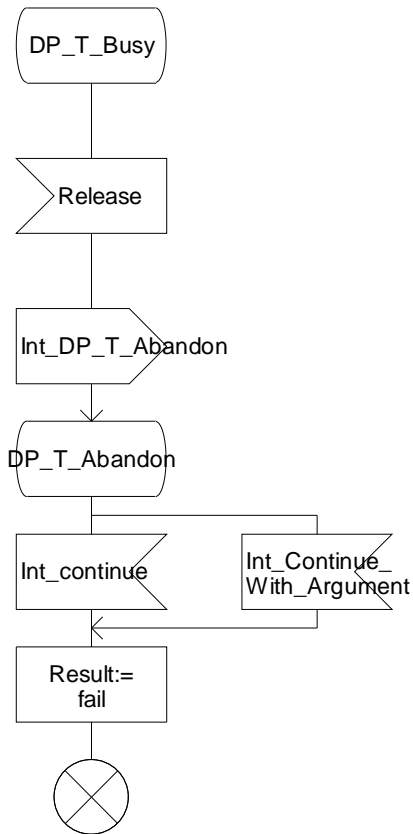 DP_T_Busy
Release
Int_DP_T_Abandon
DP_T_Abandon
Int_continue
Int_Continue_
With_Argument
Result:=
fail